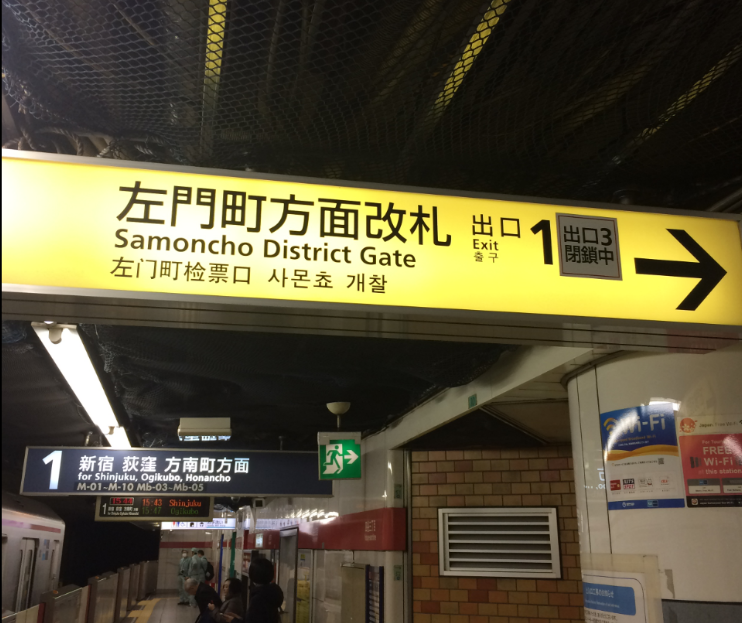 左門町方面改札
Samoncho District Gate
左门町检票口 사몬쵸 개찰
出口
Exit
출구
1
出口3
閉鎖中
1
新宿 荻窪 方南町方面
for Shinjuku, Ogikubo, Honancho
M-01-M-10 Mb-03-Mb-05
15:43 Shinjuku
Wi-Fi
FREE
Wi-Fi